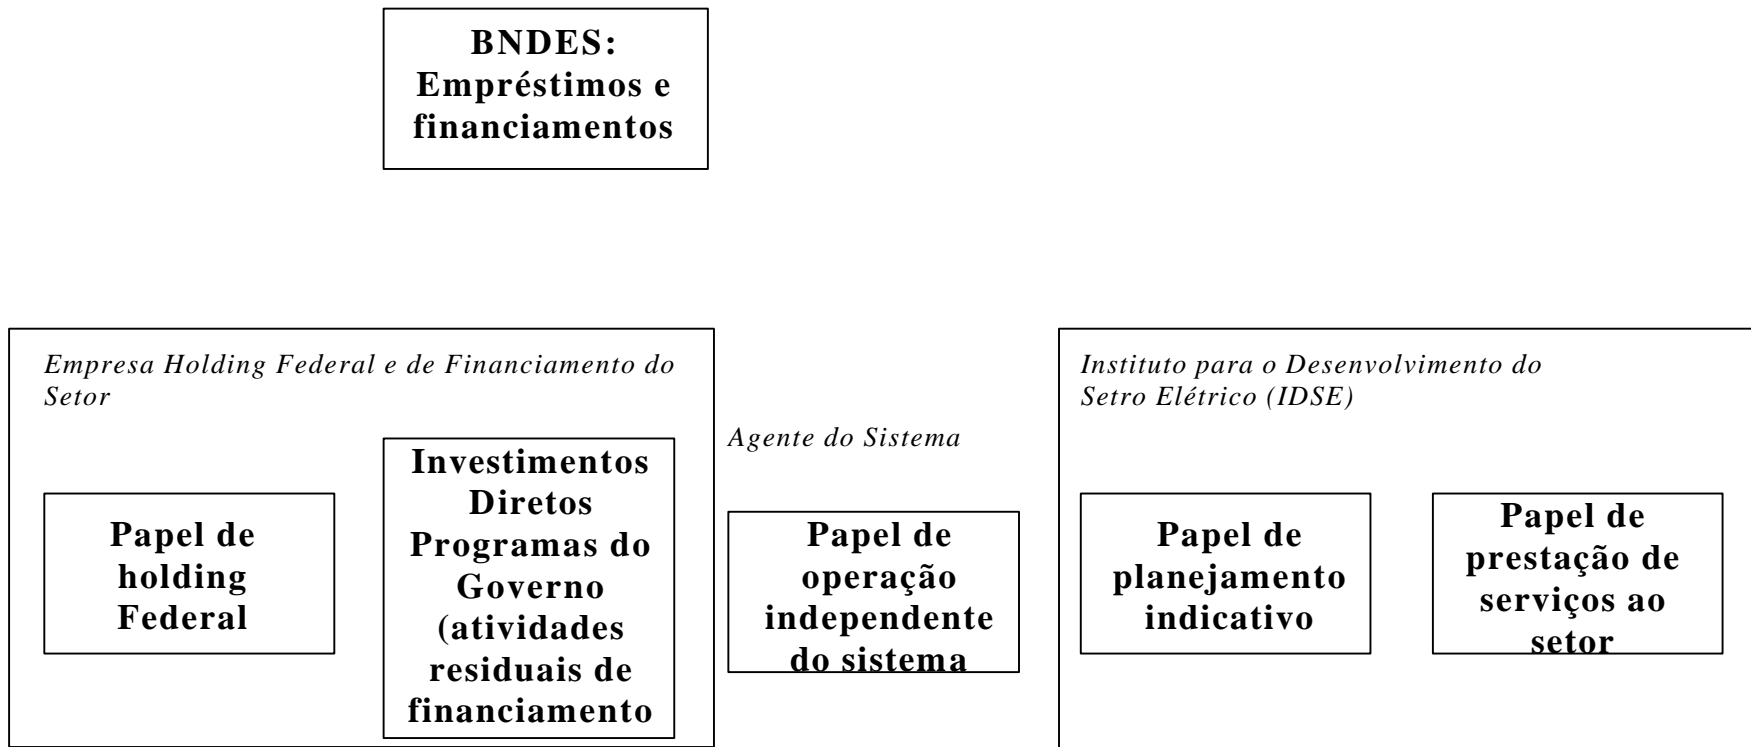 BNDES:
Empréstimos e
financiamentos
Empresa Holding Federal e de Financiamento do
Setor
Investimentos
Diretos
Programas do
Governo
(atividades
residuais de
financiamento
Papel de
holding
Federal
Agente do Sistema
Papel de
operação
independente
do sistema
Instituto para o Desenvolvimento do
Setro Elétrico (IDSE)
Papel de
planejamento
indicativo
Papel de
prestação de
serviços ao
setor